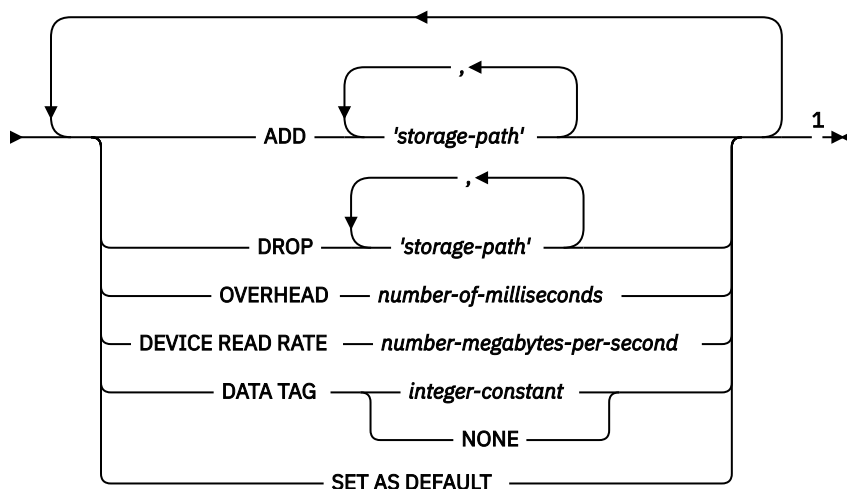 ,
1
ADD 'storage-path'
,
DROP 'storage-path'
OVERHEAD number-of-milliseconds
DEVICE READ RATE number-megabytes-per-second
DATA TAG integer-constant
NONE
SET AS DEFAULT